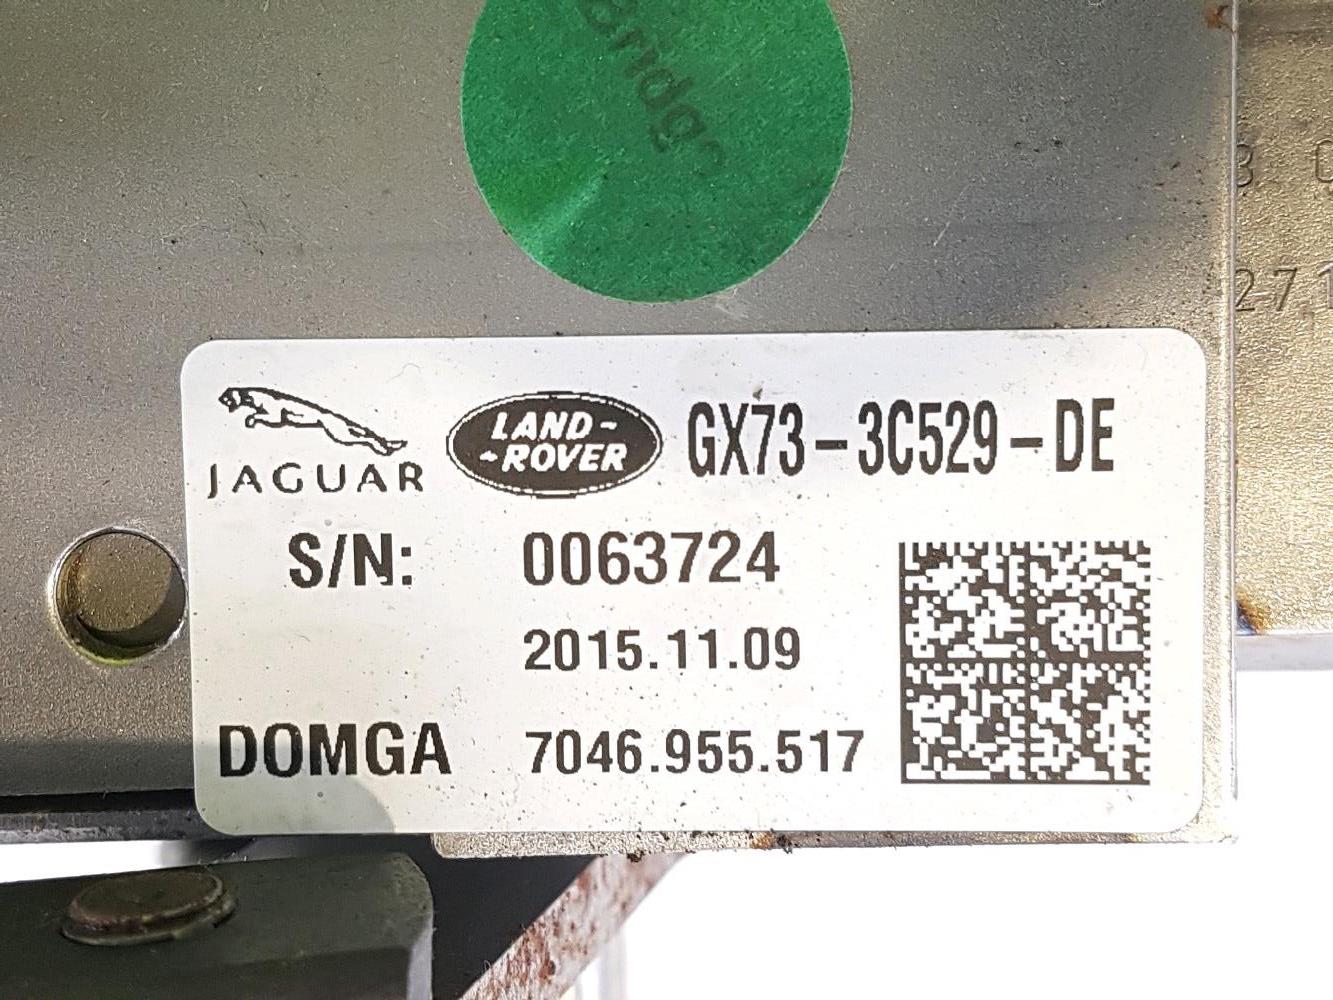 JAGUAR
LAND-
-ROVER
GX73-3C529-DE
S/N: 0063724
2015.11.09
DOMGA 7046.955.517